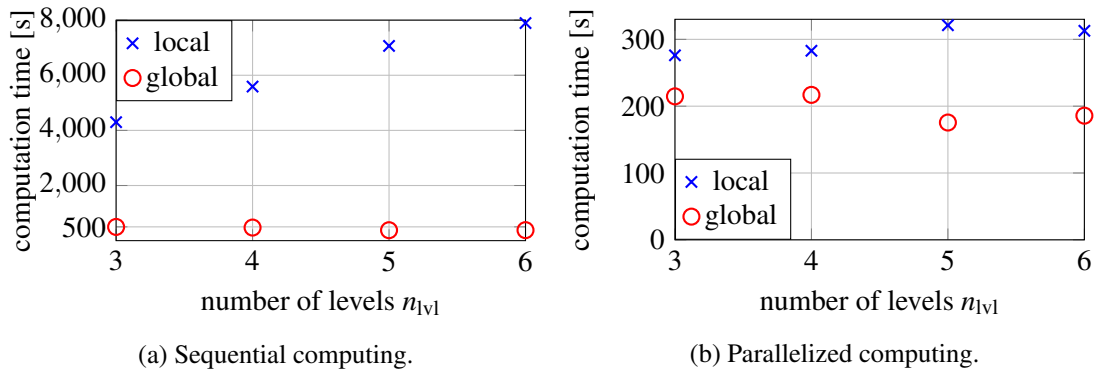 computation time [s]
8,000
6,000
4,000
2,000
500
local
global
3 4 5 6
number of levels n_lvl
(a) Sequential computing.
computation time [s]
300
200
100
0
local
global
3 4 5 6
number of levels n_lvl
(b) Parallelized computing.